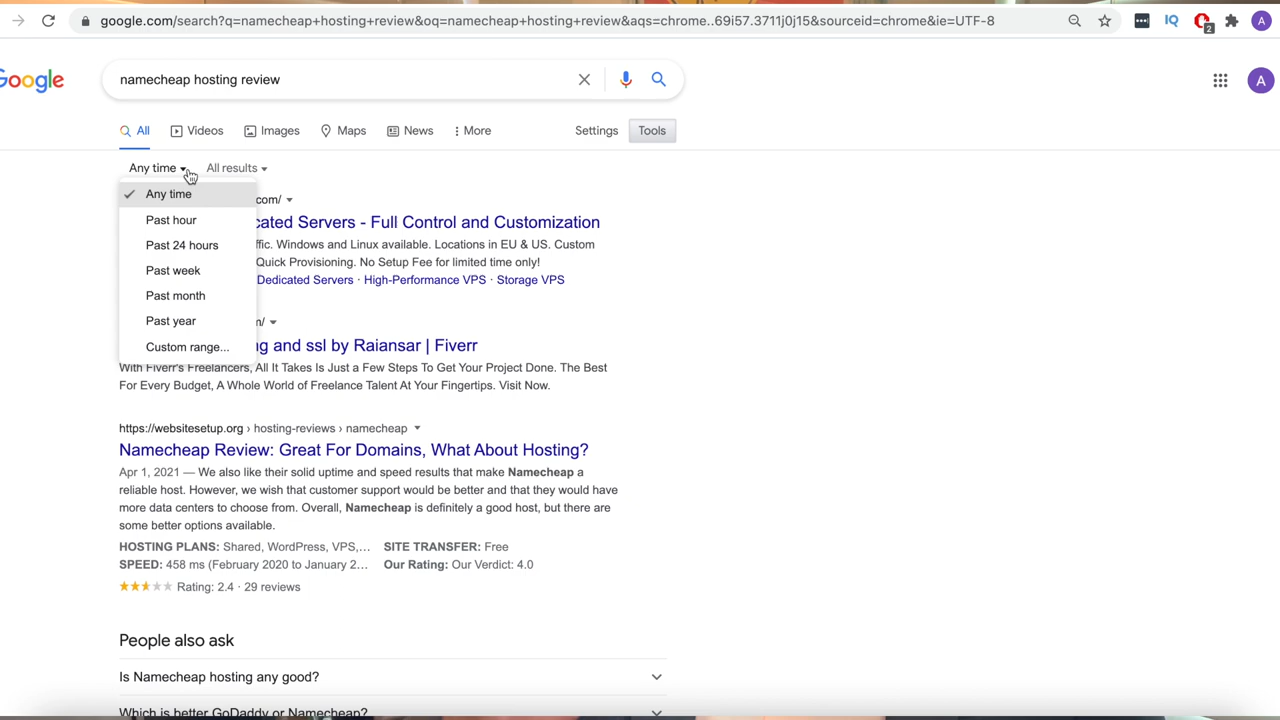 google.com/search?q=namecheap+hosting+review&oq=namecheap+hosting+review&aqs=chrome..69i57.3711j0j15&sourceid=chrome&ie=UTF-8
IQ
2
A
Google
namecheap hosting review
A
All
Videos
Images
Maps
News
More
Settings
Tools
Any time
All results
Any time
Past hour
Past 24 hours
Past week
Past month
Past year
Custom range...
com/
cated Servers - Full Control and Customization
ffic. Windows and Linux available. Locations in EU & US. Custom
Quick Provisioning. No Setup Fee for limited time only!
Dedicated Servers · High-Performance VPS · Storage VPS
m/
ng and ssl by Raiansar | Fiverr
With Fiverr's Freelancers, All It Takes Is Just a Few Steps To Get Your Project Done. The Best
For Every Budget, A Whole World of Freelance Talent At Your Fingertips. Visit Now.
https://websitesetup.org › hosting-reviews › namecheap
Namecheap Review: Great For Domains, What About Hosting?
Apr 1, 2021 — We also like their solid uptime and speed results that make Namecheap a
reliable host. However, we wish that customer support would be better and that they would have
more data centers to choose from. Overall, Namecheap is definitely a good host, but there are
some better options available.
HOSTING PLANS: Shared, WordPress, VPS,... SITE TRANSFER: Free
SPEED: 458 ms (February 2020 to January 2... Our Rating: Our Verdict: 4.0
Rating: 2.4 · 29 reviews
People also ask
Is Namecheap hosting any good?
Which is better GoDaddy or Namecheap?